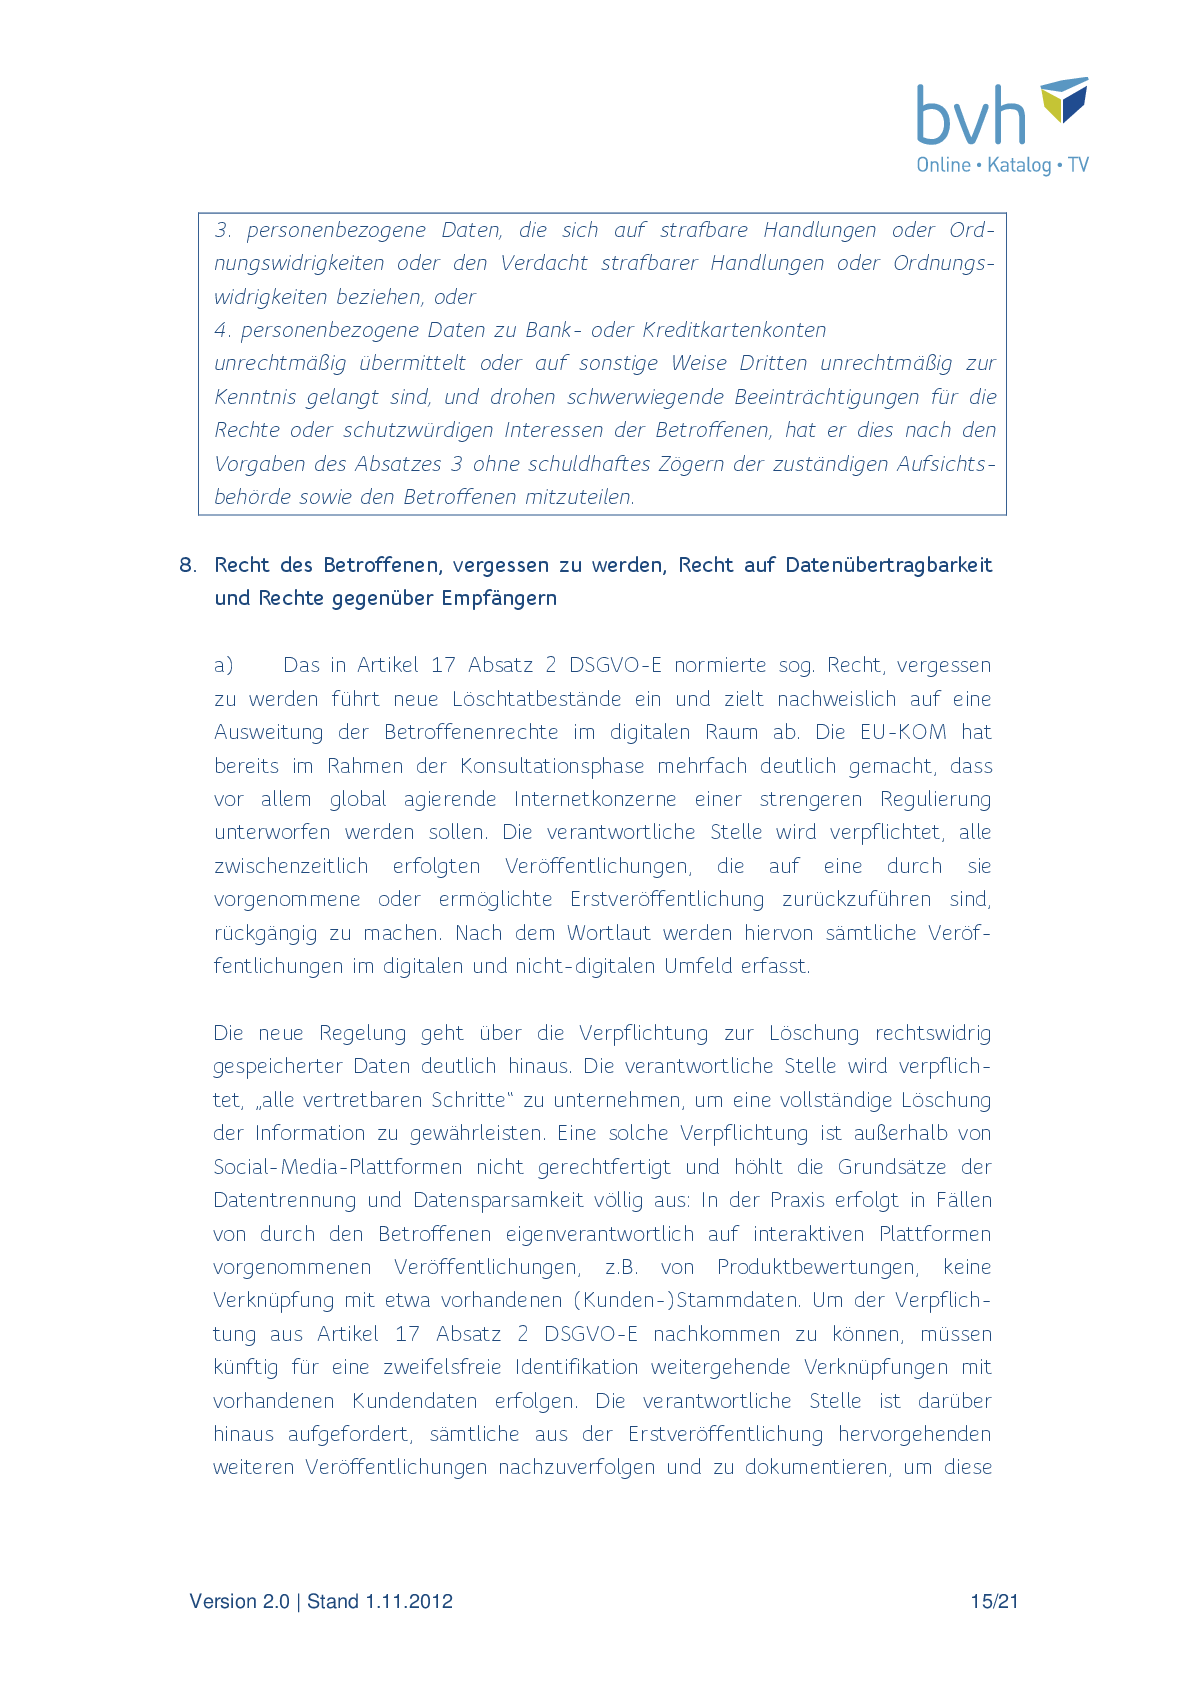 bvh
Online • Katalog • TV
3. personenbezogene Daten, die sich auf strafbare Handlungen oder Ord-
nungswidrigkeiten oder den Verdacht strafbarer Handlungen oder Ordnungs-
widrigkeiten beziehen, oder
4. personenbezogene Daten zu Bank- oder Kreditkartenkonten
unrechtmäßig übermittelt oder auf sonstige Weise Dritten unrechtmäßig zur
Kenntnis gelangt sind, und drohen schwerwiegende Beeinträchtigungen für die
Rechte oder schutzwürdigen Interessen der Betroffenen, hat er dies nach den
Vorgaben des Absatzes 3 ohne schuldhaftes Zögern der zuständigen Aufsichts-
behörde sowie den Betroffenen mitzuteilen.
8. Recht des Betroffenen, vergessen zu werden, Recht auf Datenübertragbarkeit
und Rechte gegenüber Empfängern
a) Das in Artikel 17 Absatz 2 DSGVO-E normierte sog. Recht, vergessen
zu werden führt neue Löschtatbestände ein und zielt nachweislich auf eine
Ausweitung der Betroffenenrechte im digitalen Raum ab. Die EU-KOM hat
bereits im Rahmen der Konsultationsphase mehrfach deutlich gemacht, dass
vor allem global agierende Internetkonzerne einer strengeren Regulierung
unterworfen werden sollen. Die verantwortliche Stelle wird verpflichtet, alle
zwischenzeitlich erfolgten Veröffentlichungen, die auf eine durch sie
vorgenommene oder ermöglichte Erstveröffentlichung zurückzuführen sind,
rückgängig zu machen. Nach dem Wortlaut werden hiervon sämtliche Veröf-
fentlichungen im digitalen und nicht-digitalen Umfeld erfasst.
Die neue Regelung geht über die Verpflichtung zur Löschung rechtswidrig
gespeicherter Daten deutlich hinaus. Die verantwortliche Stelle wird verpflich-
tet, „alle vertretbaren Schritte“ zu unternehmen, um eine vollständige Löschung
der Information zu gewährleisten. Eine solche Verpflichtung ist außerhalb von
Social-Media-Plattformen nicht gerechtfertigt und höhlt die Grundsätze der
Datentrennung und Datensparsamkeit völlig aus: In der Praxis erfolgt in Fällen
von durch den Betroffenen eigenverantwortlich auf interaktiven Plattformen
vorgenommenen Veröffentlichungen, z.B. von Produktbewertungen, keine
Verknüpfung mit etwa vorhandenen (Kunden-)Stammdaten. Um der Verpflich-
tung aus Artikel 17 Absatz 2 DSGVO-E nachkommen zu können, müssen
künftig für eine zweifelsfreie Identifikation weitergehende Verknüpfungen mit
vorhandenen Kundendaten erfolgen. Die verantwortliche Stelle ist darüber
hinaus aufgefordert, sämtliche aus der Erstveröffentlichung hervorgehenden
weiteren Veröffentlichungen nachzuverfolgen und zu dokumentieren, um diese
Version 2.0 | Stand 1.11.2012 15/21